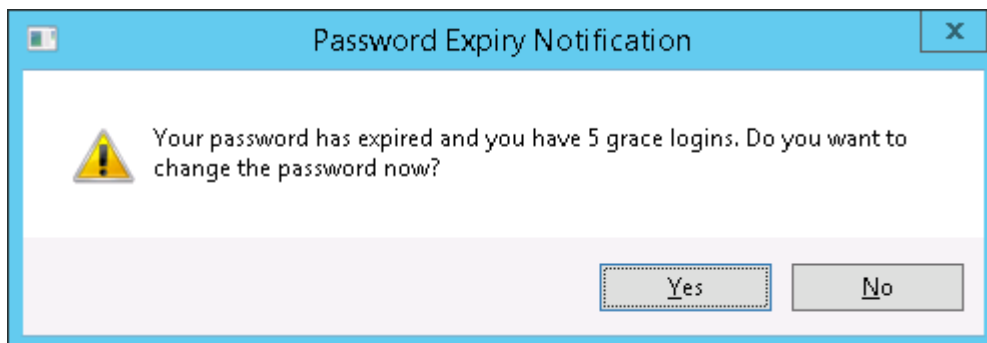 Password Expiry Notification
x
Your password has expired and you have 5 grace logins. Do you want to
change the password now?
Yes
No